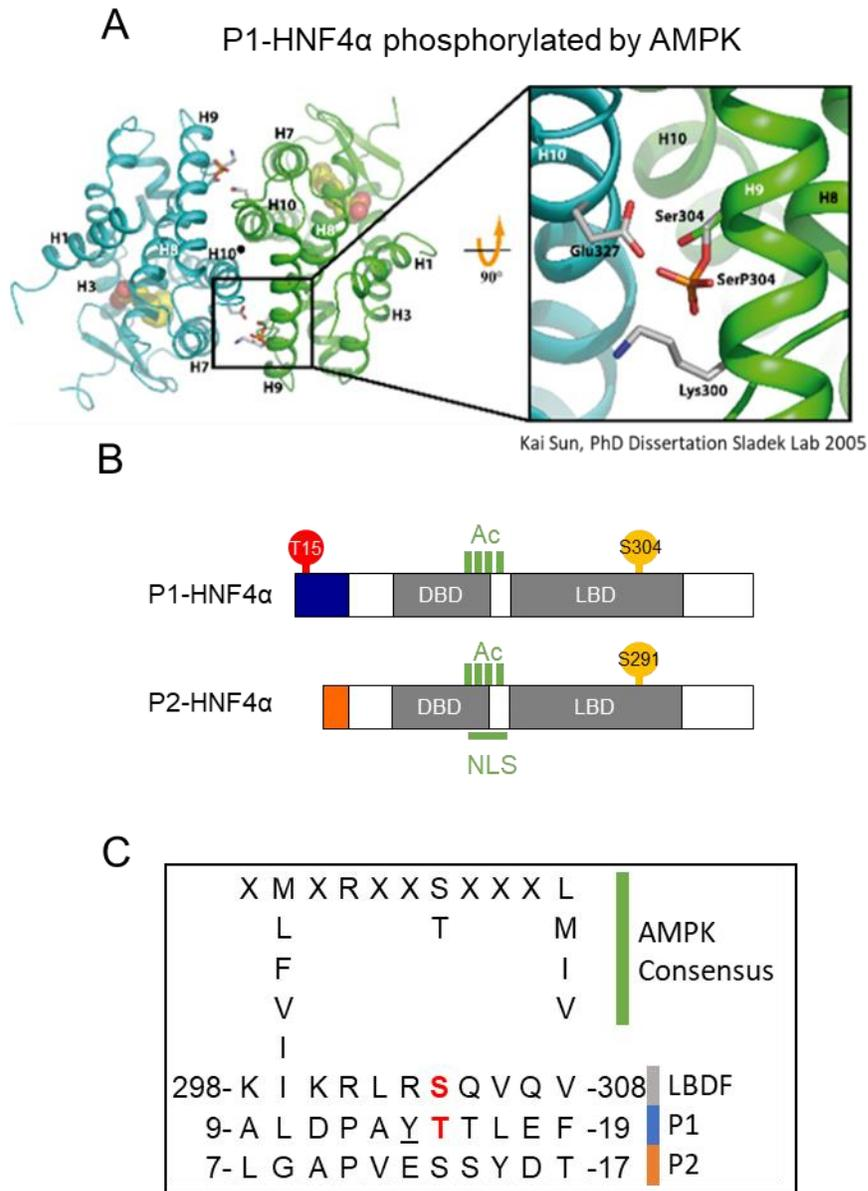 A
P1-HNF4α phosphorylated by AMPK
H9
H7
H10
H8
H1
H3
H8
H10
H1
H3
H7
H9
90°
H10
H10
H9
H8
Ser304
Glu327
SerP304
Lys300
Kai Sun, PhD Dissertation Sladek Lab 2005
B
T15
Ac
S304
P1-HNF4α
DBD
LBD
Ac
S291
P2-HNF4α
DBD
LBD
NLS
C
X M X R X X S X X X L
L T M
F I
V V
I
AMPK
Consensus
298- K I K R L R S Q V Q V -308 LBDF
9- A L D P A Y T T L E F -19 P1
7- L G A P V E S S Y D T -17 P2